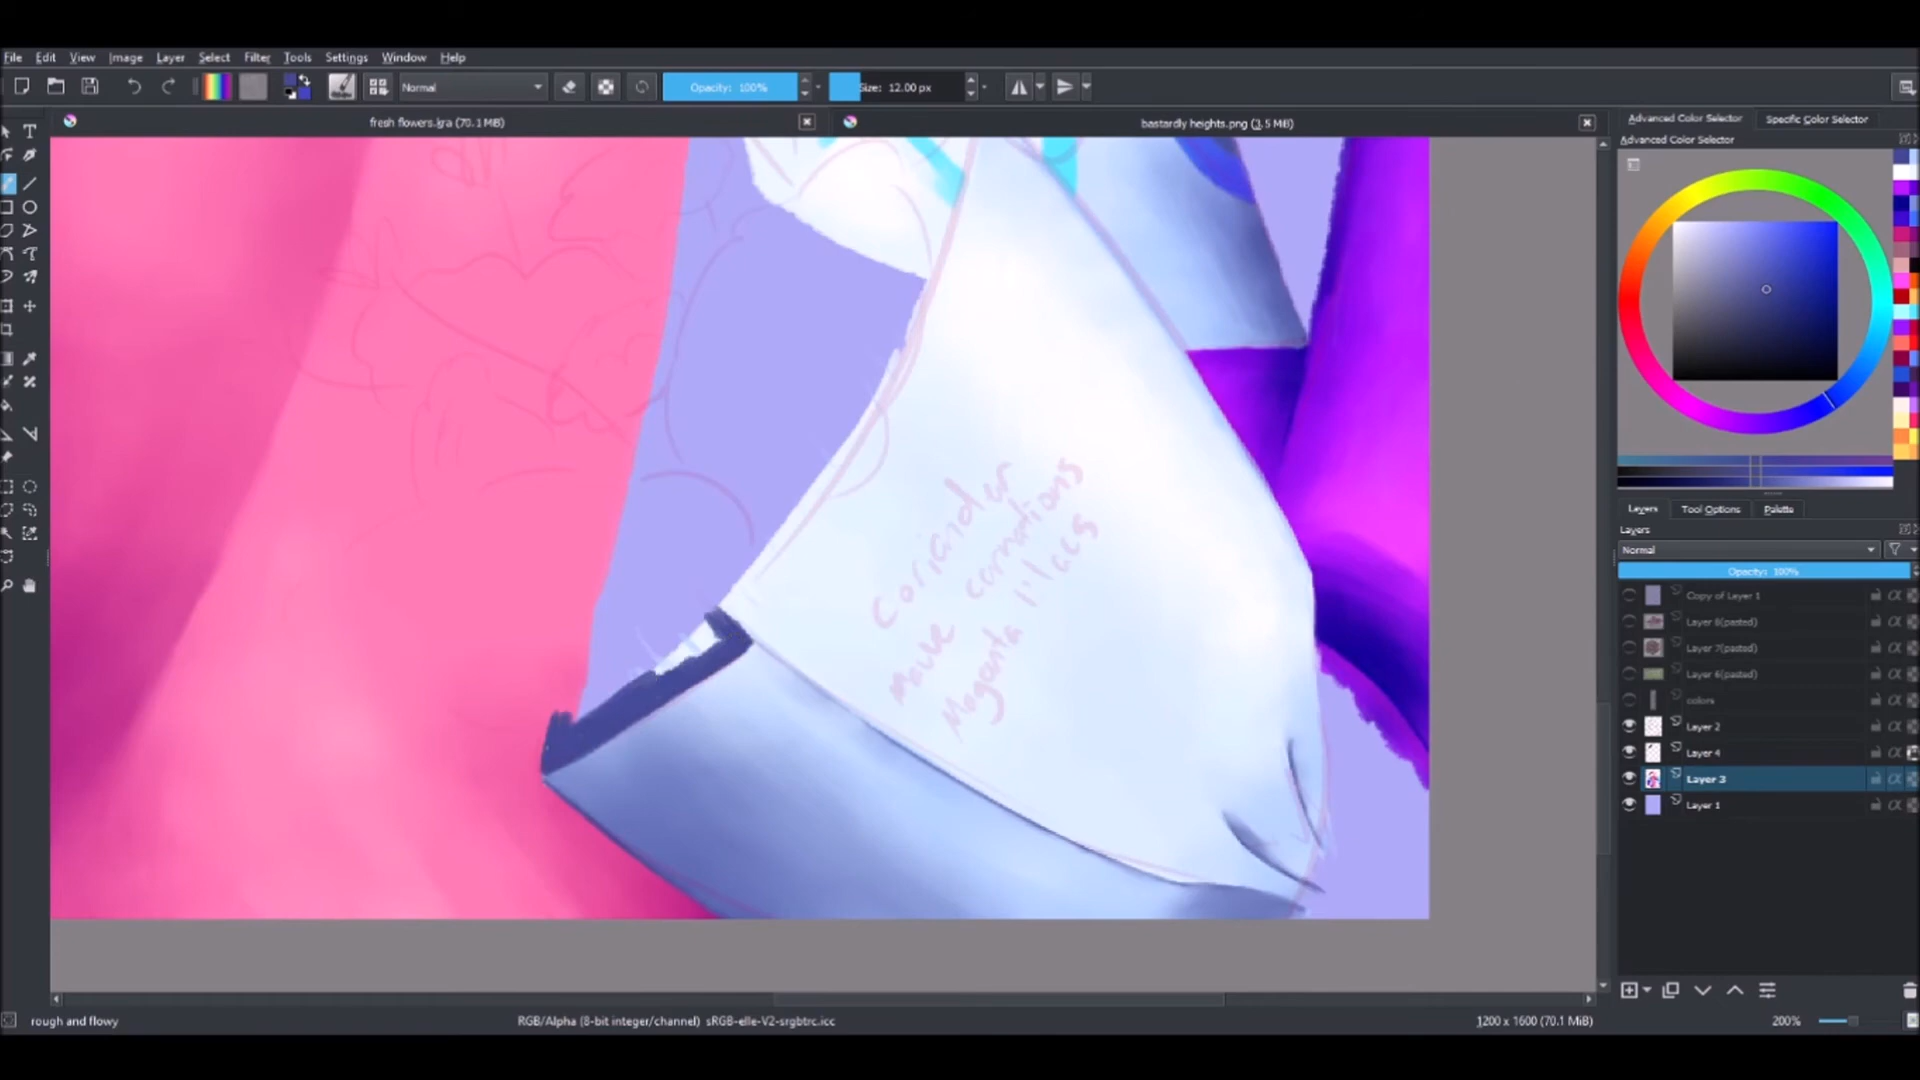 File Edit View Image Layer Select Filter Tools Settings Window Help
Normal Opacity: 100% Size: 12.00 px
fresh flowers.kra (70.1 MiB) bastardly heights.png (3.5 MiB)
Advanced Color Selector Specific Color Selector
Advanced Color Selector
Coriander
mauve carnations
Magenta lilacs
Layers Tool Options Palette
Layers
Normal
Opacity: 100%
Copy of Layer 1
Layer 8(pasted)
Layer 7(pasted)
Layer 6(pasted)
colors
Layer 2
Layer 4
Layer 3
Layer 1
rough and flowy RGB/Alpha (8-bit integer/channel) sRGB-elle-V2-srgbtrc.icc 1200 x 1600 (70.1 MiB) 200%